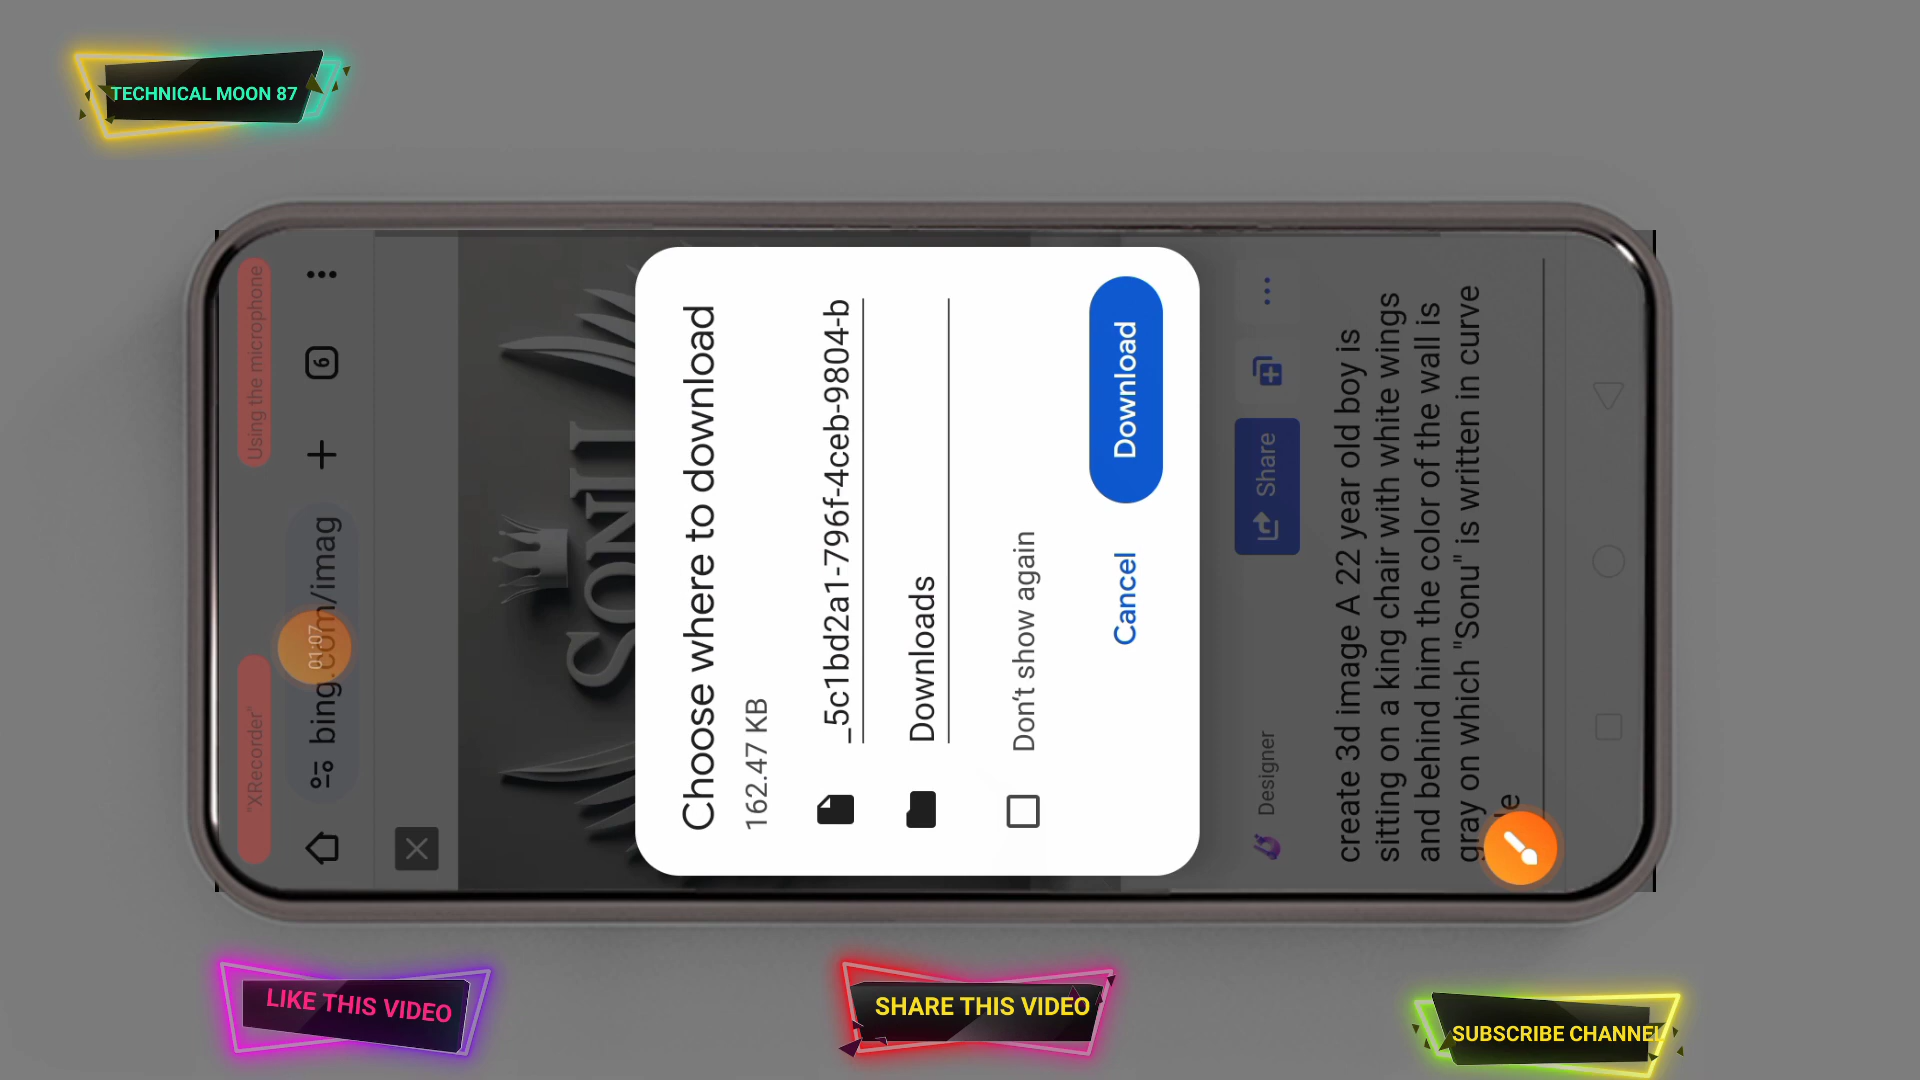 TECHNICAL MOON 87
"XRecorder"
Using the microphone
01:07
bing.com/imag
6
SONU
Choose where to download
162.47 KB
_5c1bd2a1-796f-4ceb-9804-b
Downloads
Don't show again
Cancel
Download
Designer
Share
create 3d image A 22 year old boy is
sitting on a king chair with white wings
and behind him the color of the wall is
gray on which "Sonu" is written in curve
LIKE THIS VIDEO
SHARE THIS VIDEO
SUBSCRIBE CHANNEL